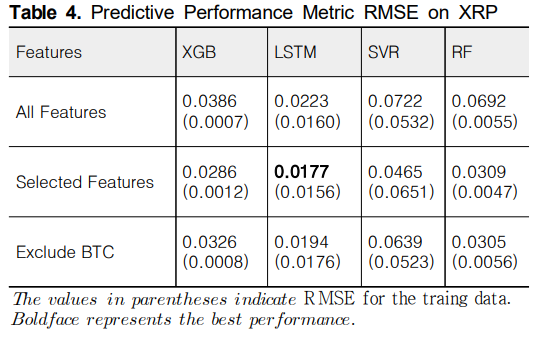 Table 4. Predictive Performance Metric RMSE on XRP
Features XGB LSTM SVR RF
All Features 0.0386 0.0223 0.0722 0.0692
(0.0007) (0.0160) (0.0532) (0.0055)
Selected Features 0.0286 0.0177 0.0465 0.0309
(0.0012) (0.0156) (0.0651) (0.0047)
Exclude BTC 0.0326 0.0194 0.0639 0.0305
(0.0008) (0.0176) (0.0523) (0.0056)
The values in parentheses indicate RMSE for the traing data.
Boldface represents the best performance.